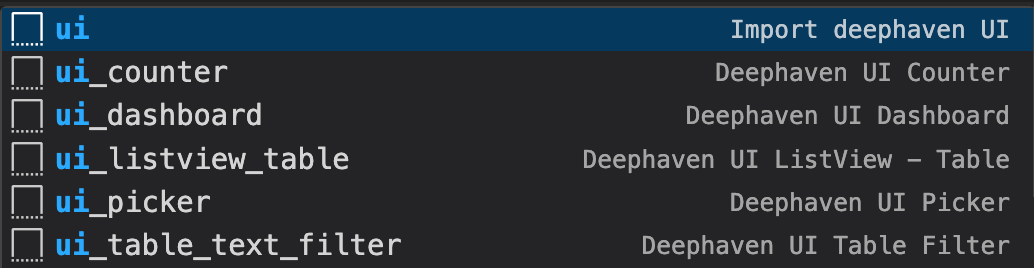 ui Import deephaven UI
ui_counter Deephaven UI Counter
ui_dashboard Deephaven UI Dashboard
ui_listview_table Deephaven UI ListView – Table
ui_picker Deephaven UI Picker
ui_table_text_filter Deephaven UI Table Filter